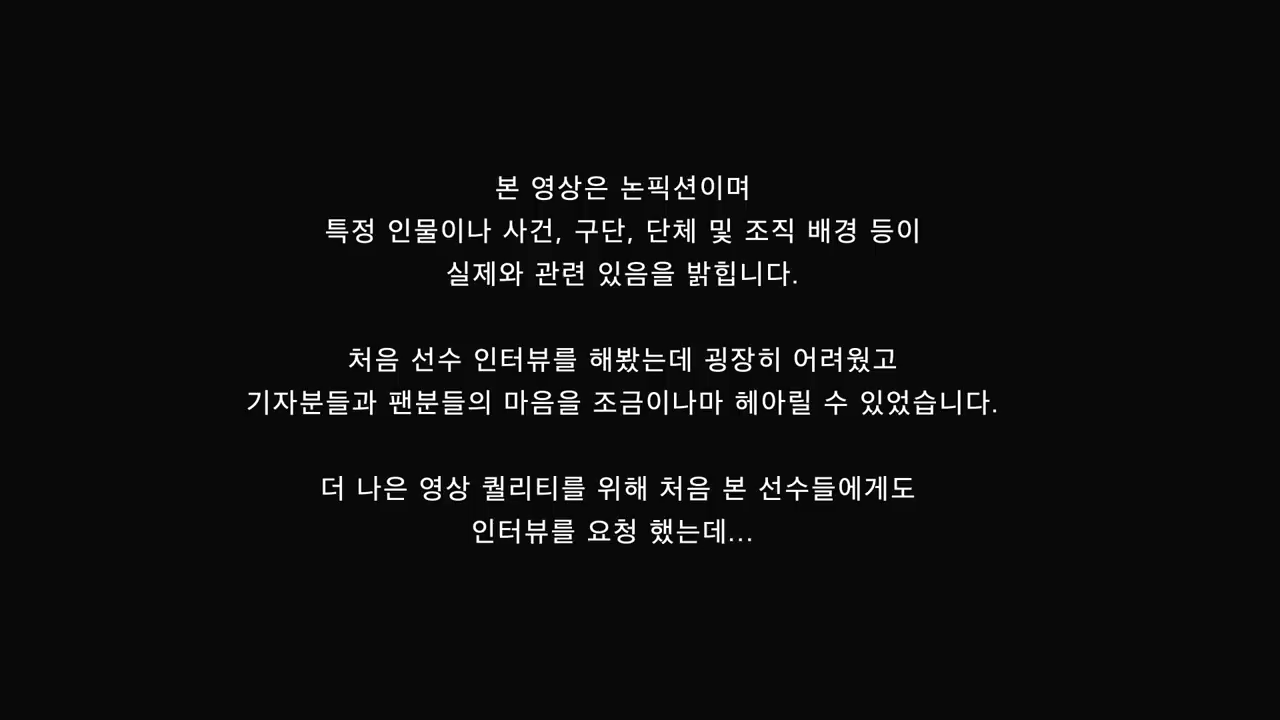 본 영상은 논픽션이며
특정 인물이나 사건, 구단, 단체 및 조직 배경 등이
실제와 관련 있음을 밝힙니다.
처음 선수 인터뷰를 해봤는데 굉장히 어려웠고
기자분들과 팬분들의 마음을 조금이나마 헤아릴 수 있었습니다.
더 나은 영상 퀄리티를 위해 처음 본 선수들에게도
인터뷰를 요청 했는데...